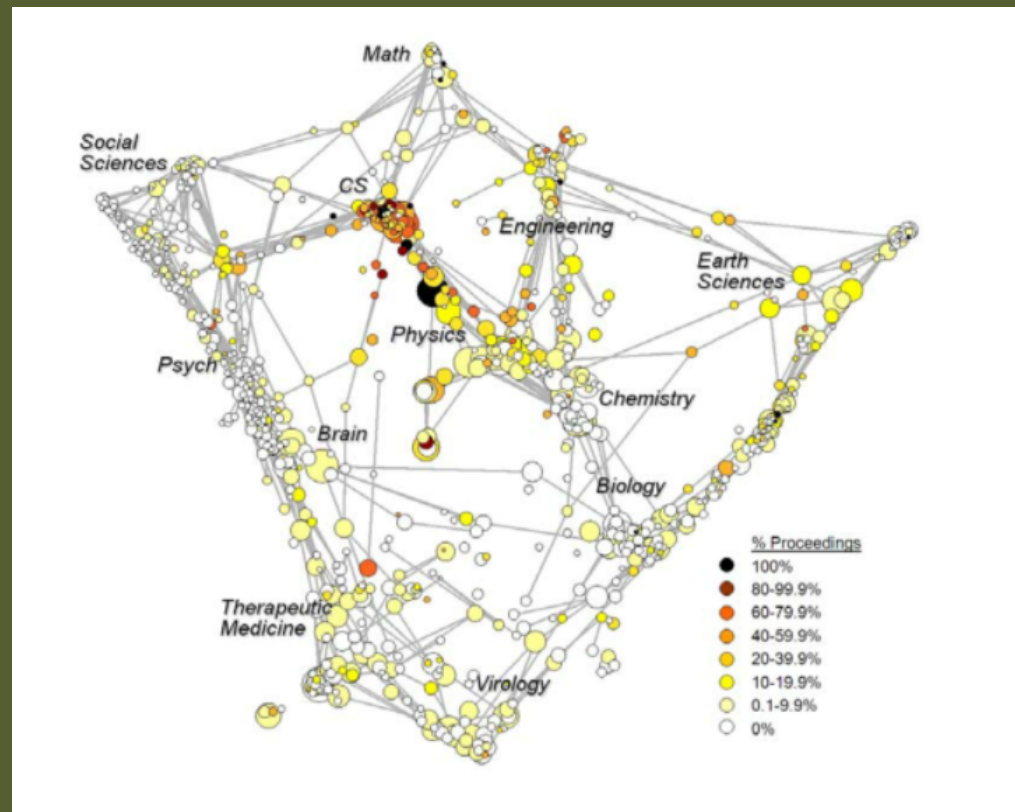 Math
Social
Sciences
CS
Engineering
Earth
Sciences
Physics
Psych
Chemistry
Brain
Biology
% Proceedings
100%
80-99.9%
60-79.9%
40-59.9%
20-39.9%
10-19.9%
0.1-9.9%
0%
Therapeutic
Medicine
Virology